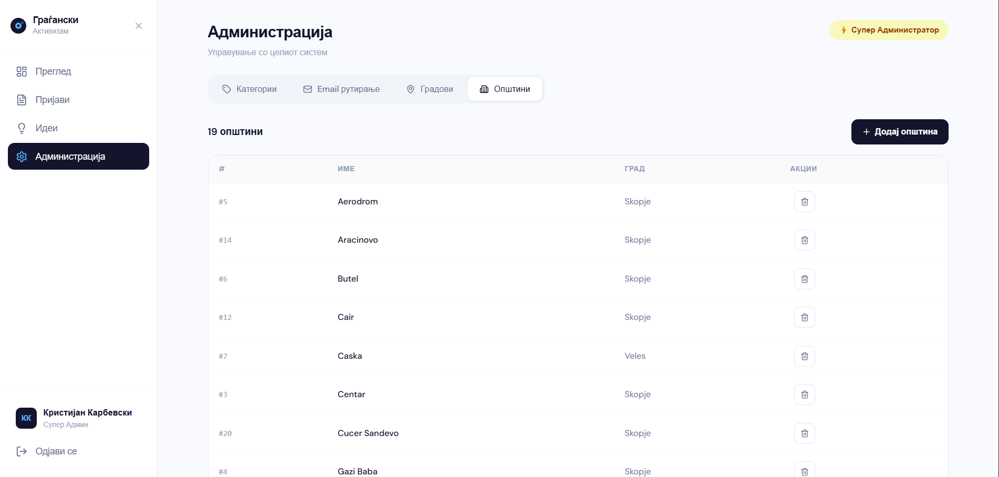 Граѓански
Активизам
Преглед
Пријави
Идеи
Администрација
Кристијан Карбевски
Супер Админ
КК
Одјави се
Администрација
Управување со целиот систем
Супер Администратор
Категории
Email рутирање
Градови
Општини
19 општини
+ Додај општина
# ИМЕ ГРАД АКЦИИ
#5 Aerodrom Skopje
#14 Aracinovo Skopje
#6 Butel Skopje
#12 Cair Skopje
#7 Caska Veles
#3 Centar Skopje
#20 Cucer Sandevo Skopje
#4 Gazi Baba Skopje